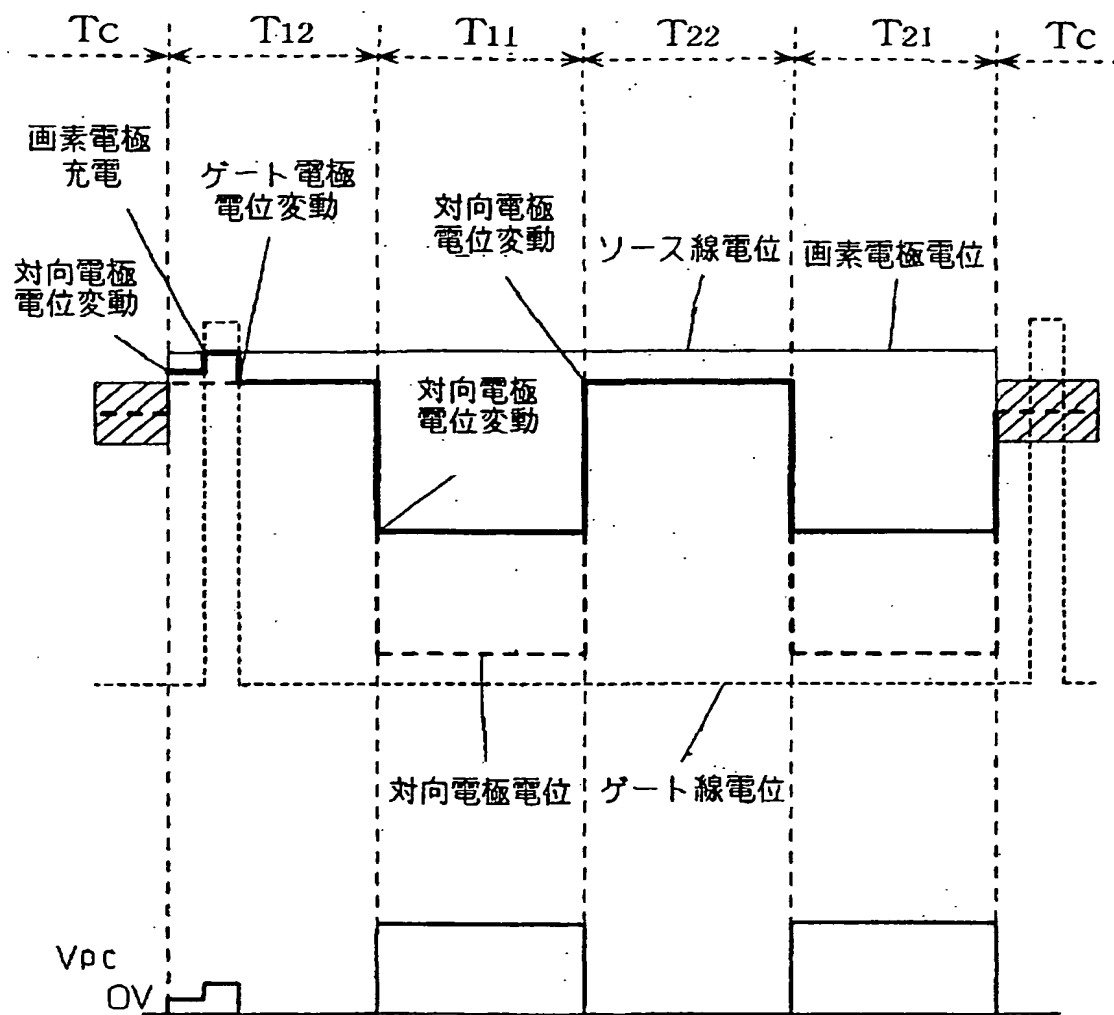 Tc T12 T11 T22 T21 Tc
画素電極
充電
ゲート電極
電位変動
対向電極
電位変動
対向電極
電位変動
ソース線電位
画素電極電位
対向電極
電位変動
対向電極電位
ゲート線電位
Vpc
0V